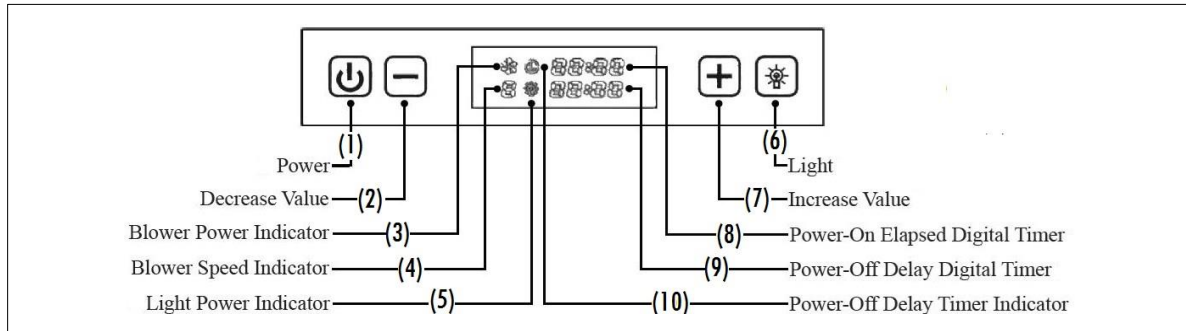 (1)
(6)
Power
Light
Decrease Value (2)
(7) Increase Value
Blower Power Indicator (3)
(8) Power-On Elapsed Digital Timer
Blower Speed Indicator (4)
(9) Power-Off Delay Digital Timer
Light Power Indicator (5)
(10) Power-Off Delay Timer Indicator